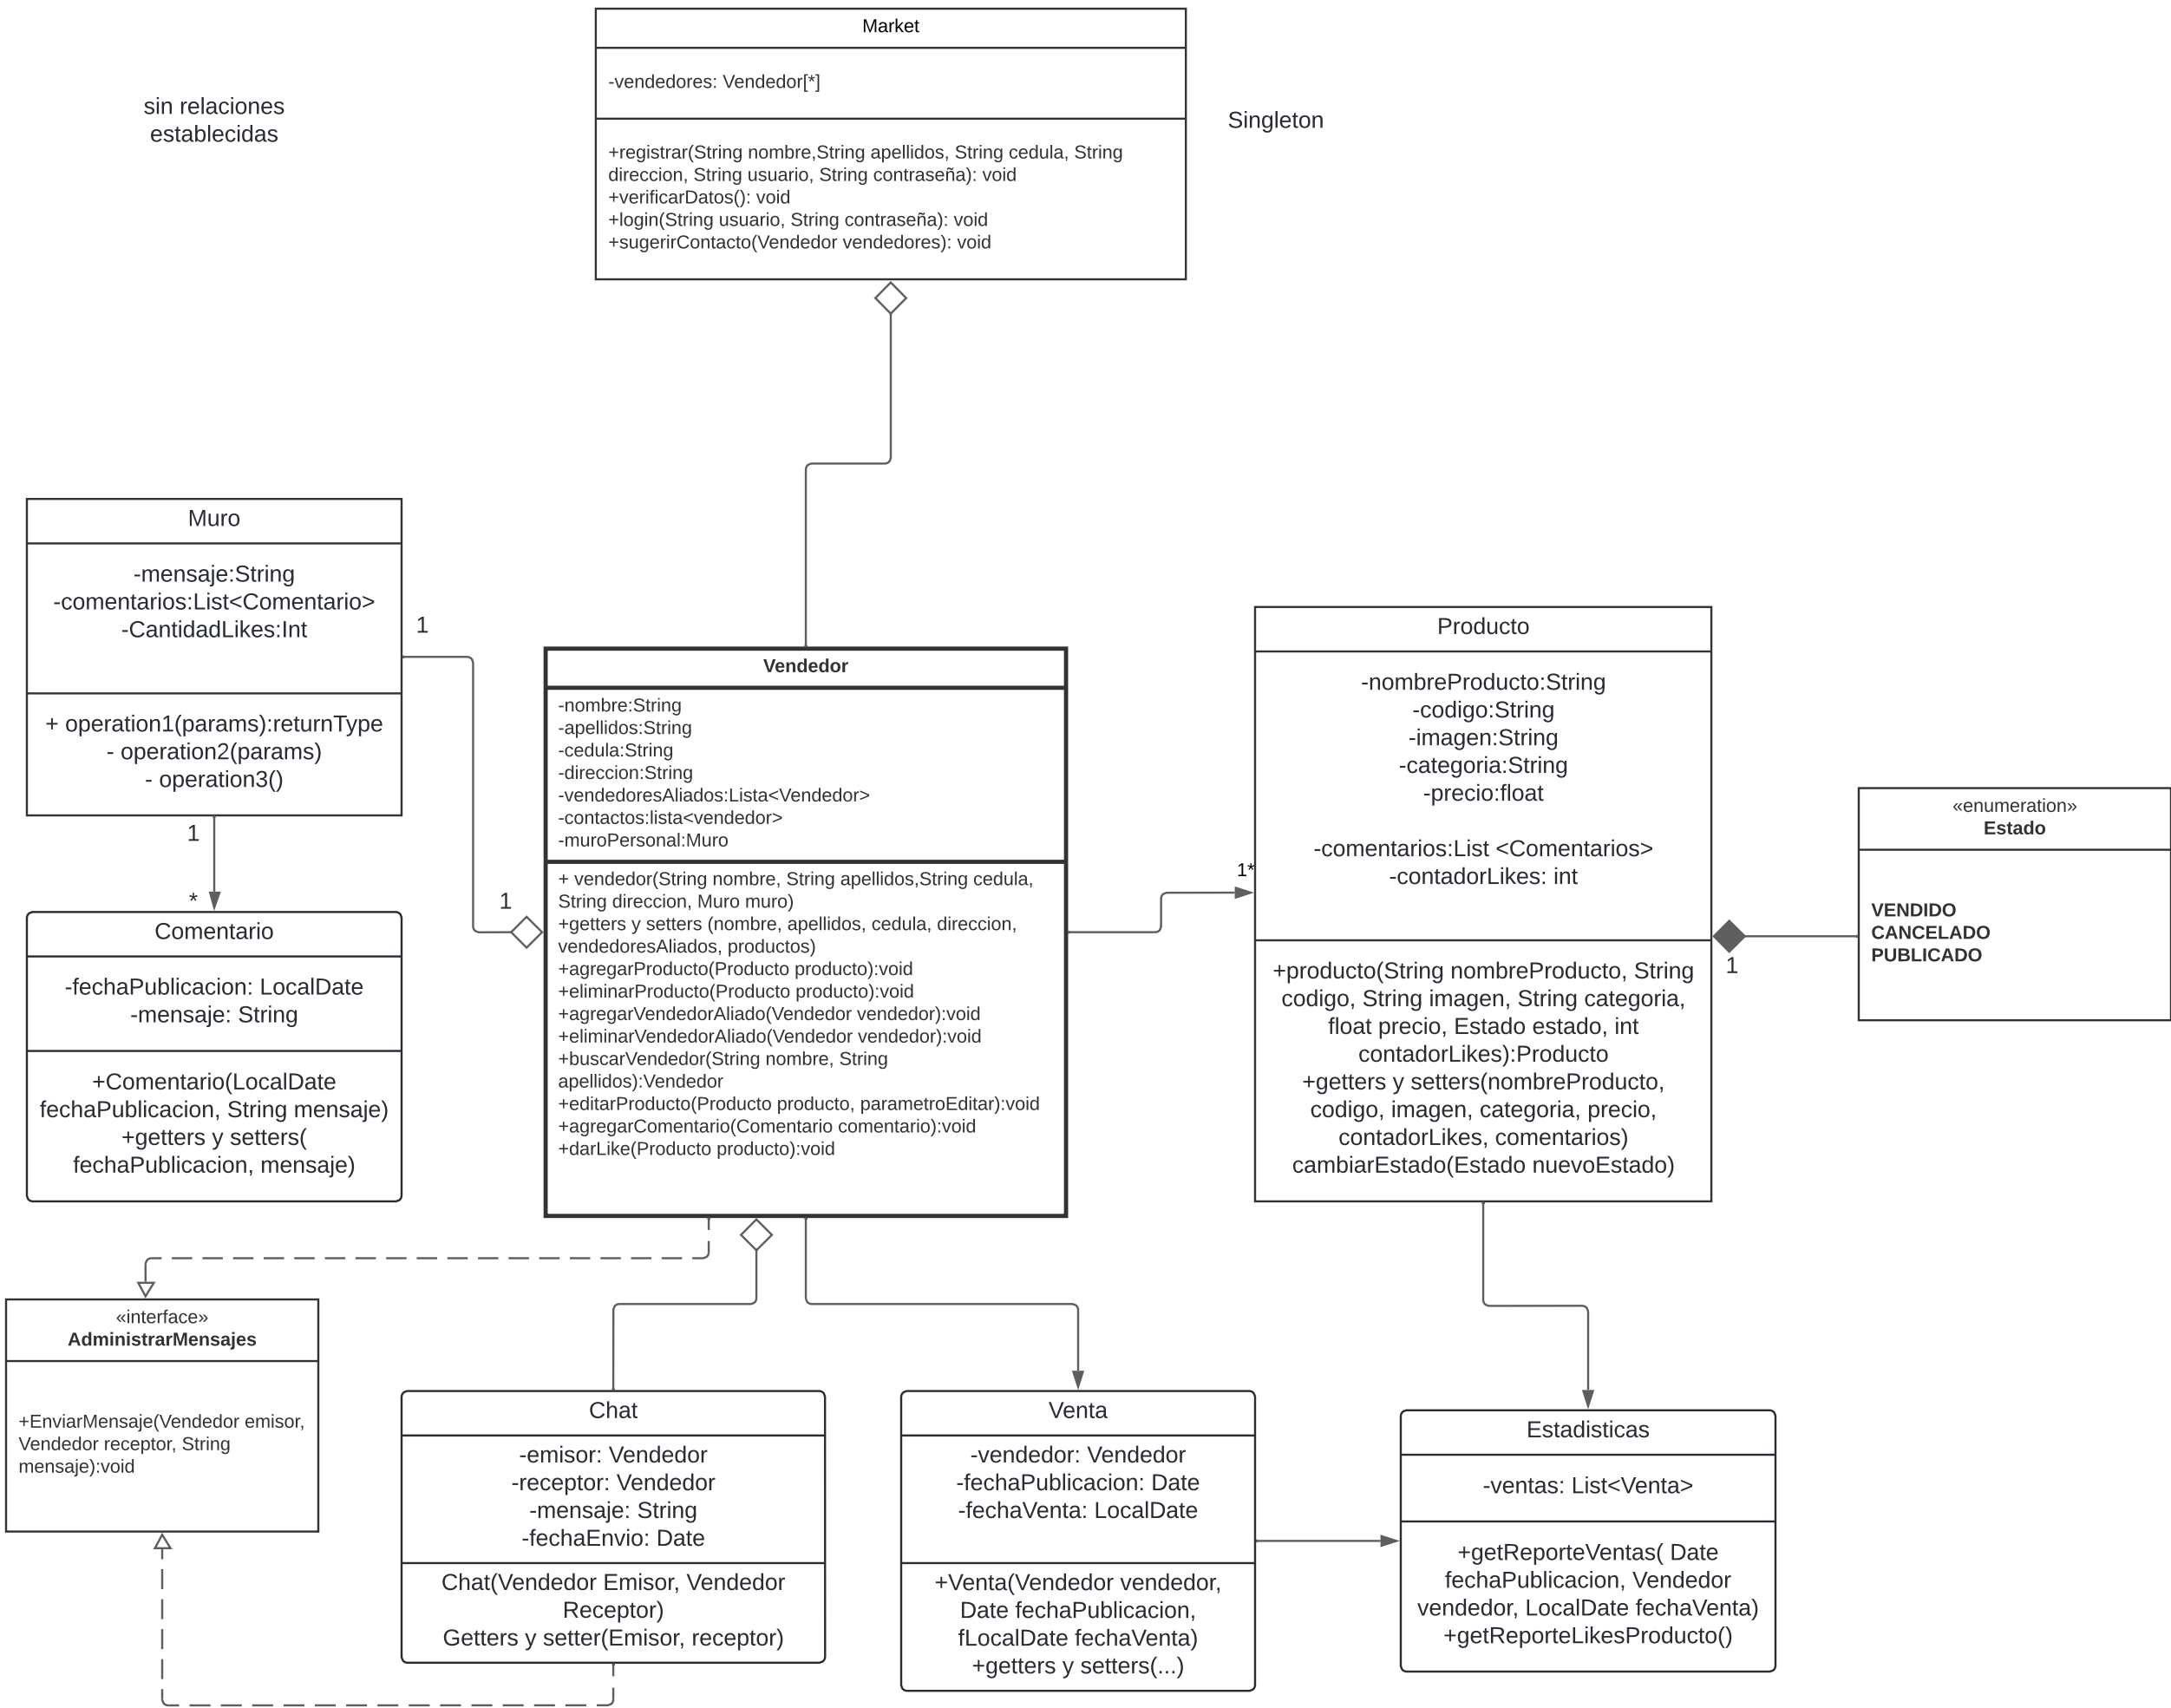 Market
-vendedores: Vendedor[*]
+registrar(String nombre,String apellidos, String cedula, String
direccion, String usuario, String contraseña): void
+verificarDatos(): void
+login(String usuario, String contraseña): void
+sugerirContacto(Vendedor vendedores): void
sin relaciones
establecidas
Singleton
Muro
-mensaje:String
-comentarios:List<Comentario>
-CantidadLikes:Int
+ operation1(params):returnType
- operation2(params)
- operation3()
1
1
1
*
Comentario
-fechaPublicacion: LocalDate
-mensaje: String
+Comentario(LocalDate
fechaPublicacion, String mensaje)
+getters y setters(
fechaPublicacion, mensaje)
Vendedor
-nombre:String
-apellidos:String
-cedula:String
-direccion:String
-vendedoresAliados:Lista<Vendedor>
-contactos:lista<vendedor>
-muroPersonal:Muro
+ vendedor(String nombre, String apellidos,String cedula,
String direccion, Muro muro)
+getters y setters (nombre, apellidos, cedula, direccion,
vendedoresAliados, productos)
+agregarProducto(Producto producto):void
+eliminarProducto(Producto producto):void
+agregarVendedorAliado(Vendedor vendedor):void
+eliminarVendedorAliado(Vendedor vendedor):void
+buscarVendedor(String nombre, String
apellidos):Vendedor
+editarProducto(Producto producto, parametroEditar):void
+agregarComentario(Comentario comentario):void
+darLike(Producto producto):void
1*
Producto
-nombreProducto:String
-codigo:String
-imagen:String
-categoria:String
-precio:float
-comentarios:List <Comentarios>
-contadorLikes: int
+producto(String nombreProducto, String
codigo, String imagen, String categoria,
float precio, Estado estado, int
contadorLikes):Producto
+getters y setters(nombreProducto,
codigo, imagen, categoria, precio,
contadorLikes, comentarios)
cambiarEstado(Estado nuevoEstado)
1
«enumeration»
Estado
VENDIDO
CANCELADO
PUBLICADO
«interface»
AdministrarMensajes
+EnviarMensaje(Vendedor emisor,
Vendedor receptor, String
mensaje):void
Chat
-emisor: Vendedor
-receptor: Vendedor
-mensaje: String
-fechaEnvio: Date
Chat(Vendedor Emisor, Vendedor
Receptor)
Getters y setter(Emisor, receptor)
Venta
-vendedor: Vendedor
-fechaPublicacion: Date
-fechaVenta: LocalDate
+Venta(Vendedor vendedor,
Date fechaPublicacion,
fLocalDate fechaVenta)
+getters y setters(...)
Estadisticas
-ventas: List<Venta>
+getReporteVentas( Date
fechaPublicacion, Vendedor
vendedor, LocalDate fechaVenta)
+getReporteLikesProducto()